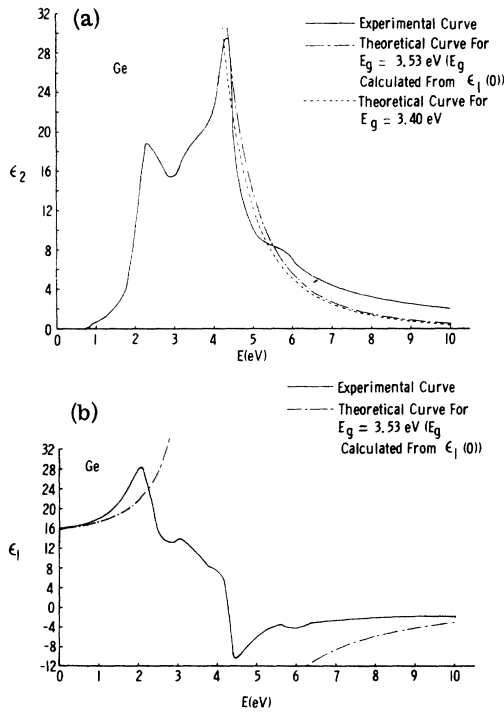 (a)
Ge
Experimental Curve
Theoretical Curve For
Eg = 3.53 eV (Eg
Calculated From ϵ1 (0))
Theoretical Curve For
Eg = 3.40 eV
ϵ2
32
28
24
20
16
12
8
4
0
0 1 2 3 4 5 6 7 8 9 10
E(eV)
(b)
Ge
Experimental Curve
Theoretical Curve For
Eg = 3.53 eV (Eg
Calculated From ϵ1 (0))
ϵ1
32
28
24
20
16
12
8
4
0
-4
-8
-12
0 1 2 3 4 5 6 7 8 9 10
E(eV)